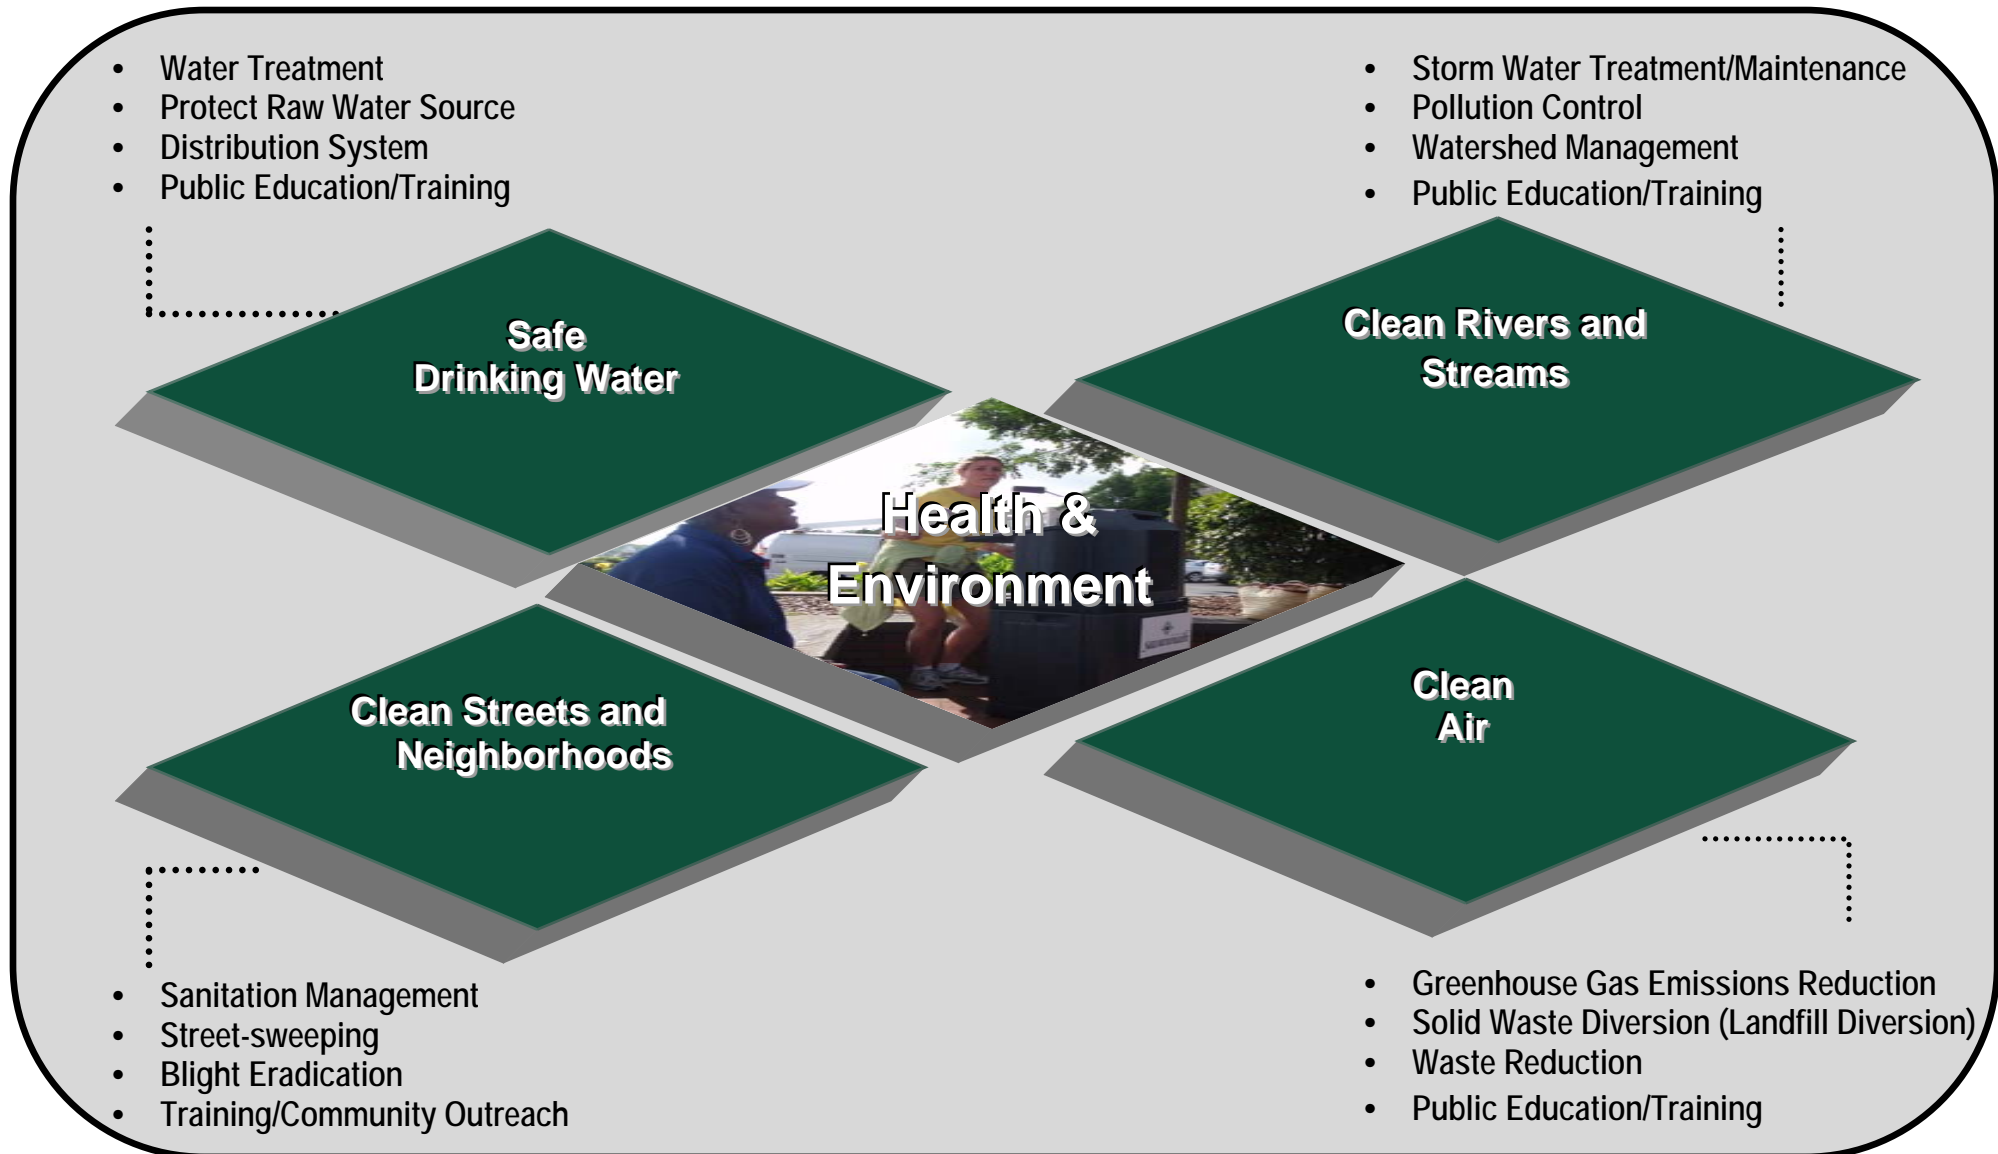 • Water Treatment
• Protect Raw Water Source
• Distribution System
• Public Education/Training
• Storm Water Treatment/Maintenance
• Pollution Control
• Watershed Management
• Public Education/Training
Safe
Drinking Water
Clean Rivers and
Streams
Health &
Environment
Clean Streets and
Neighborhoods
Clean
Air
• Sanitation Management
• Street-sweeping
• Blight Eradication
• Training/Community Outreach
• Greenhouse Gas Emissions Reduction
• Solid Waste Diversion (Landfill Diversion)
• Waste Reduction
• Public Education/Training